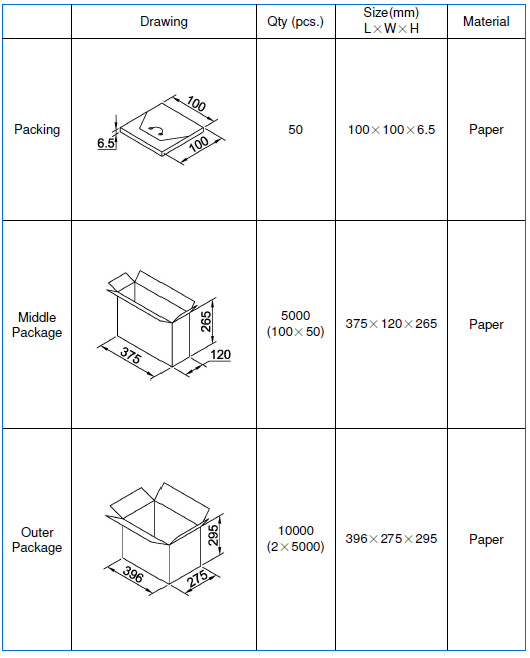 Drawing
Qty (pcs.)
Size(mm)
L×W×H
Material
Packing
100
6.5
100
50
100×100×6.5
Paper
Middle
Package
265
375
120
5000
(100×50)
375×120×265
Paper
Outer
Package
295
396
275
10000
(2×5000)
396×275×295
Paper